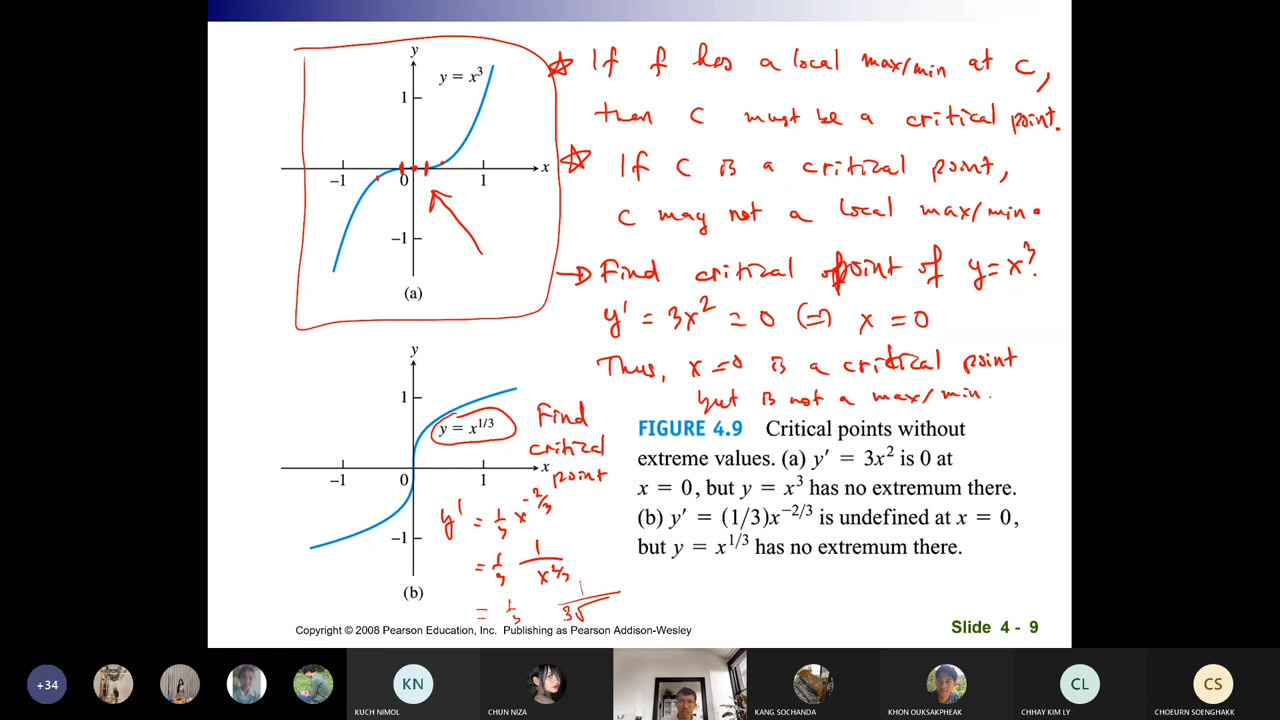 y
y = x³
1
x
−1
0
1
−1
(a)
☆ If f has a local max/min at c,
then c must be a critical point.
☆ If c is a critical point,
c may not a local max/min.
→ Find critical point of y = x³?
y' = 3x² = 0 (=) x = 0
Thus, x = 0 is a critical point
but is not a max/min.
y
1
y = x^1/3
x
−1
0
1
−1
(b)
Find
critical
point
y' = 1/3 x^-2/3
= 1/3 1/x^2/3
= 1/3 1/3√
FIGURE 4.9 Critical points without
extreme values. (a) y′ = 3x² is 0 at
x = 0, but y = x³ has no extremum there.
(b) y′ = (1/3)x^−2/3 is undefined at x = 0,
but y = x^1/3 has no extremum there.
Copyright © 2008 Pearson Education, Inc. Publishing as Pearson Addison-Wesley
Slide 4 - 9
+34
KN
CL
CS
KUCH NIMOL
CHUN NIZA
KANG SOCHANDA
KHON OUKSAKPHEAK
CHHAY KIM LY
CHOEURN SOENGHAKK